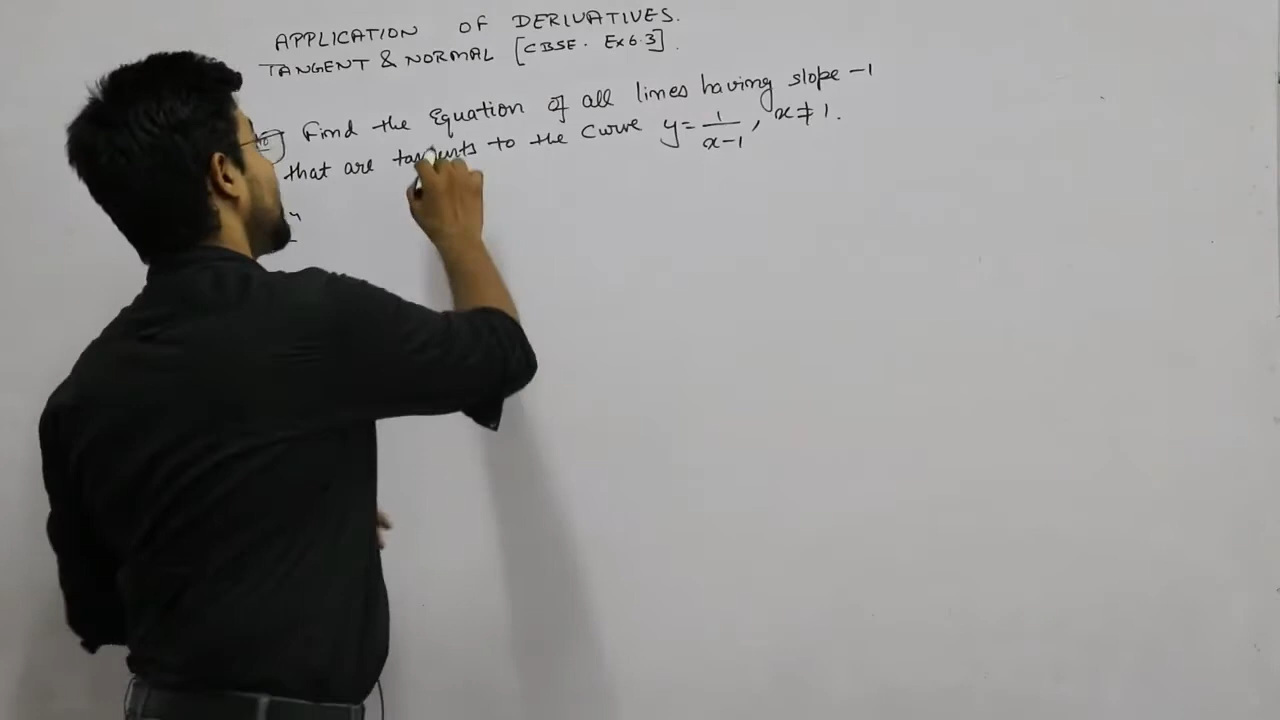 APPLICATION OF DERIVATIVES.
TANGENT & NORMAL [CBSE. Ex 6.3].
10 Find the Equation of all lines having slope -1
that are tangents to the curve y = 1/(x-1), x ≠ 1.